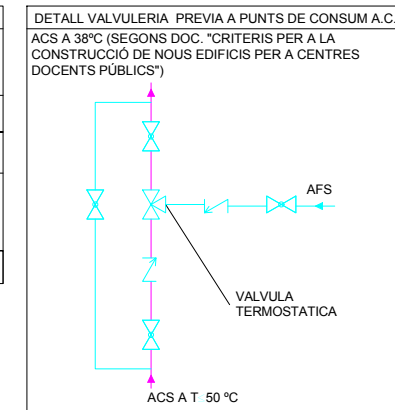 DETALL VALVULERIA PREVIA A PUNTS DE CONSUM A.C.
ACS A 38ºC (SEGONS DOC. "CRITERIS PER A LA
CONSTRUCCIÓ DE NOUS EDIFICIS PER A CENTRES
DOCENTS PÚBLICS")
AFS
VALVULA
TERMOSTATICA
ACS A T 50 ºC